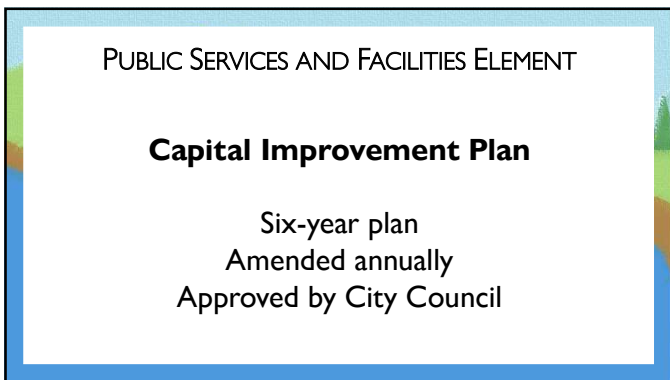 PUBLIC SERVICES AND FACILITIES ELEMENT
Capital Improvement Plan
Six-year plan
Amended annually
Approved by City Council